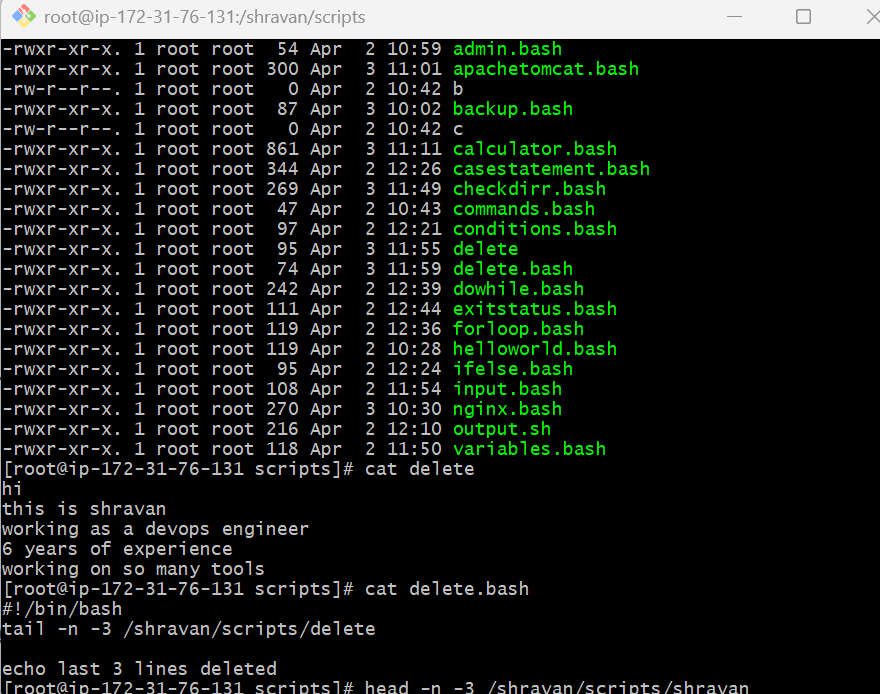 root@ip-172-31-76-131:/shravan/scripts
-rwxr-xr-x. 1 root root  54 Apr  2 10:59 admin.bash
-rwxr-xr-x. 1 root root 300 Apr  3 11:01 apachetomcat.bash
-rw-r--r--. 1 root root   0 Apr  2 10:42 b
-rwxr-xr-x. 1 root root  87 Apr  3 10:02 backup.bash
-rw-r--r--. 1 root root   0 Apr  2 10:42 c
-rwxr-xr-x. 1 root root 861 Apr  3 11:11 calculator.bash
-rwxr-xr-x. 1 root root 344 Apr  2 12:26 casestatement.bash
-rwxr-xr-x. 1 root root 269 Apr  3 11:49 checkdirr.bash
-rwxr-xr-x. 1 root root  47 Apr  2 10:43 commands.bash
-rwxr-xr-x. 1 root root  97 Apr  2 12:21 conditions.bash
-rwxr-xr-x. 1 root root  95 Apr  3 11:55 delete
-rwxr-xr-x. 1 root root  74 Apr  3 11:59 delete.bash
-rwxr-xr-x. 1 root root 242 Apr  2 12:39 dowhile.bash
-rwxr-xr-x. 1 root root 111 Apr  2 12:44 exitstatus.bash
-rwxr-xr-x. 1 root root 119 Apr  2 12:36 forloop.bash
-rwxr-xr-x. 1 root root 119 Apr  2 10:28 helloworld.bash
-rwxr-xr-x. 1 root root  95 Apr  2 12:24 ifelse.bash
-rwxr-xr-x. 1 root root 108 Apr  2 11:54 input.bash
-rwxr-xr-x. 1 root root 270 Apr  3 10:30 nginx.bash
-rwxr-xr-x. 1 root root 216 Apr  2 12:10 output.sh
-rwxr-xr-x. 1 root root 118 Apr  2 11:50 variables.bash
[root@ip-172-31-76-131 scripts]# cat delete
hi
this is shravan
working as a devops engineer
6 years of experience
working on so many tools
[root@ip-172-31-76-131 scripts]# cat delete.bash
#!/bin/bash
tail -n -3 /shravan/scripts/delete

echo last 3 lines deleted
[root@ip-172-31-76-131 scripts]# head -n -3 /shravan/scripts/shravan